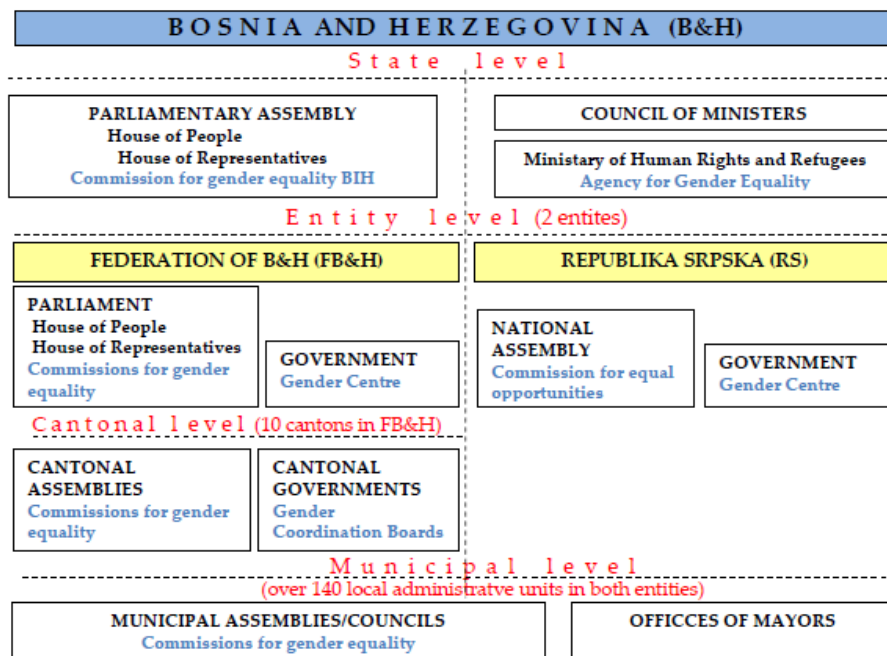 BOSNIA AND HERZEGOVINA (B&H)
State level
PARLIAMENTARY ASSEMBLY
House of People
House of Representatives
Commission for gender equality BIH
COUNCIL OF MINISTERS
Ministary of Human Rights and Refugees
Agency for Gender Equality
Entity level (2 entites)
FEDERATION OF B&H (FB&H)
REPUBLIKA SRPSKA (RS)
PARLIAMENT
House of People
House of Representatives
Commissions for gender
equality
GOVERNMENT
Gender Centre
NATIONAL
ASSEMBLY
Commission for equal
opportunities
GOVERNMENT
Gender Centre
Cantonal level (10 cantons in FB&H)
CANTONAL
ASSEMBLIES
Commissions for gender
equality
CANTONAL
GOVERNMENTS
Gender
Coordination Boards
Municipal level
(over 140 local administratve units in both entities)
MUNICIPAL ASSEMBLIES/COUNCILS
Commissions for gender equality
OFFICCES OF MAYORS